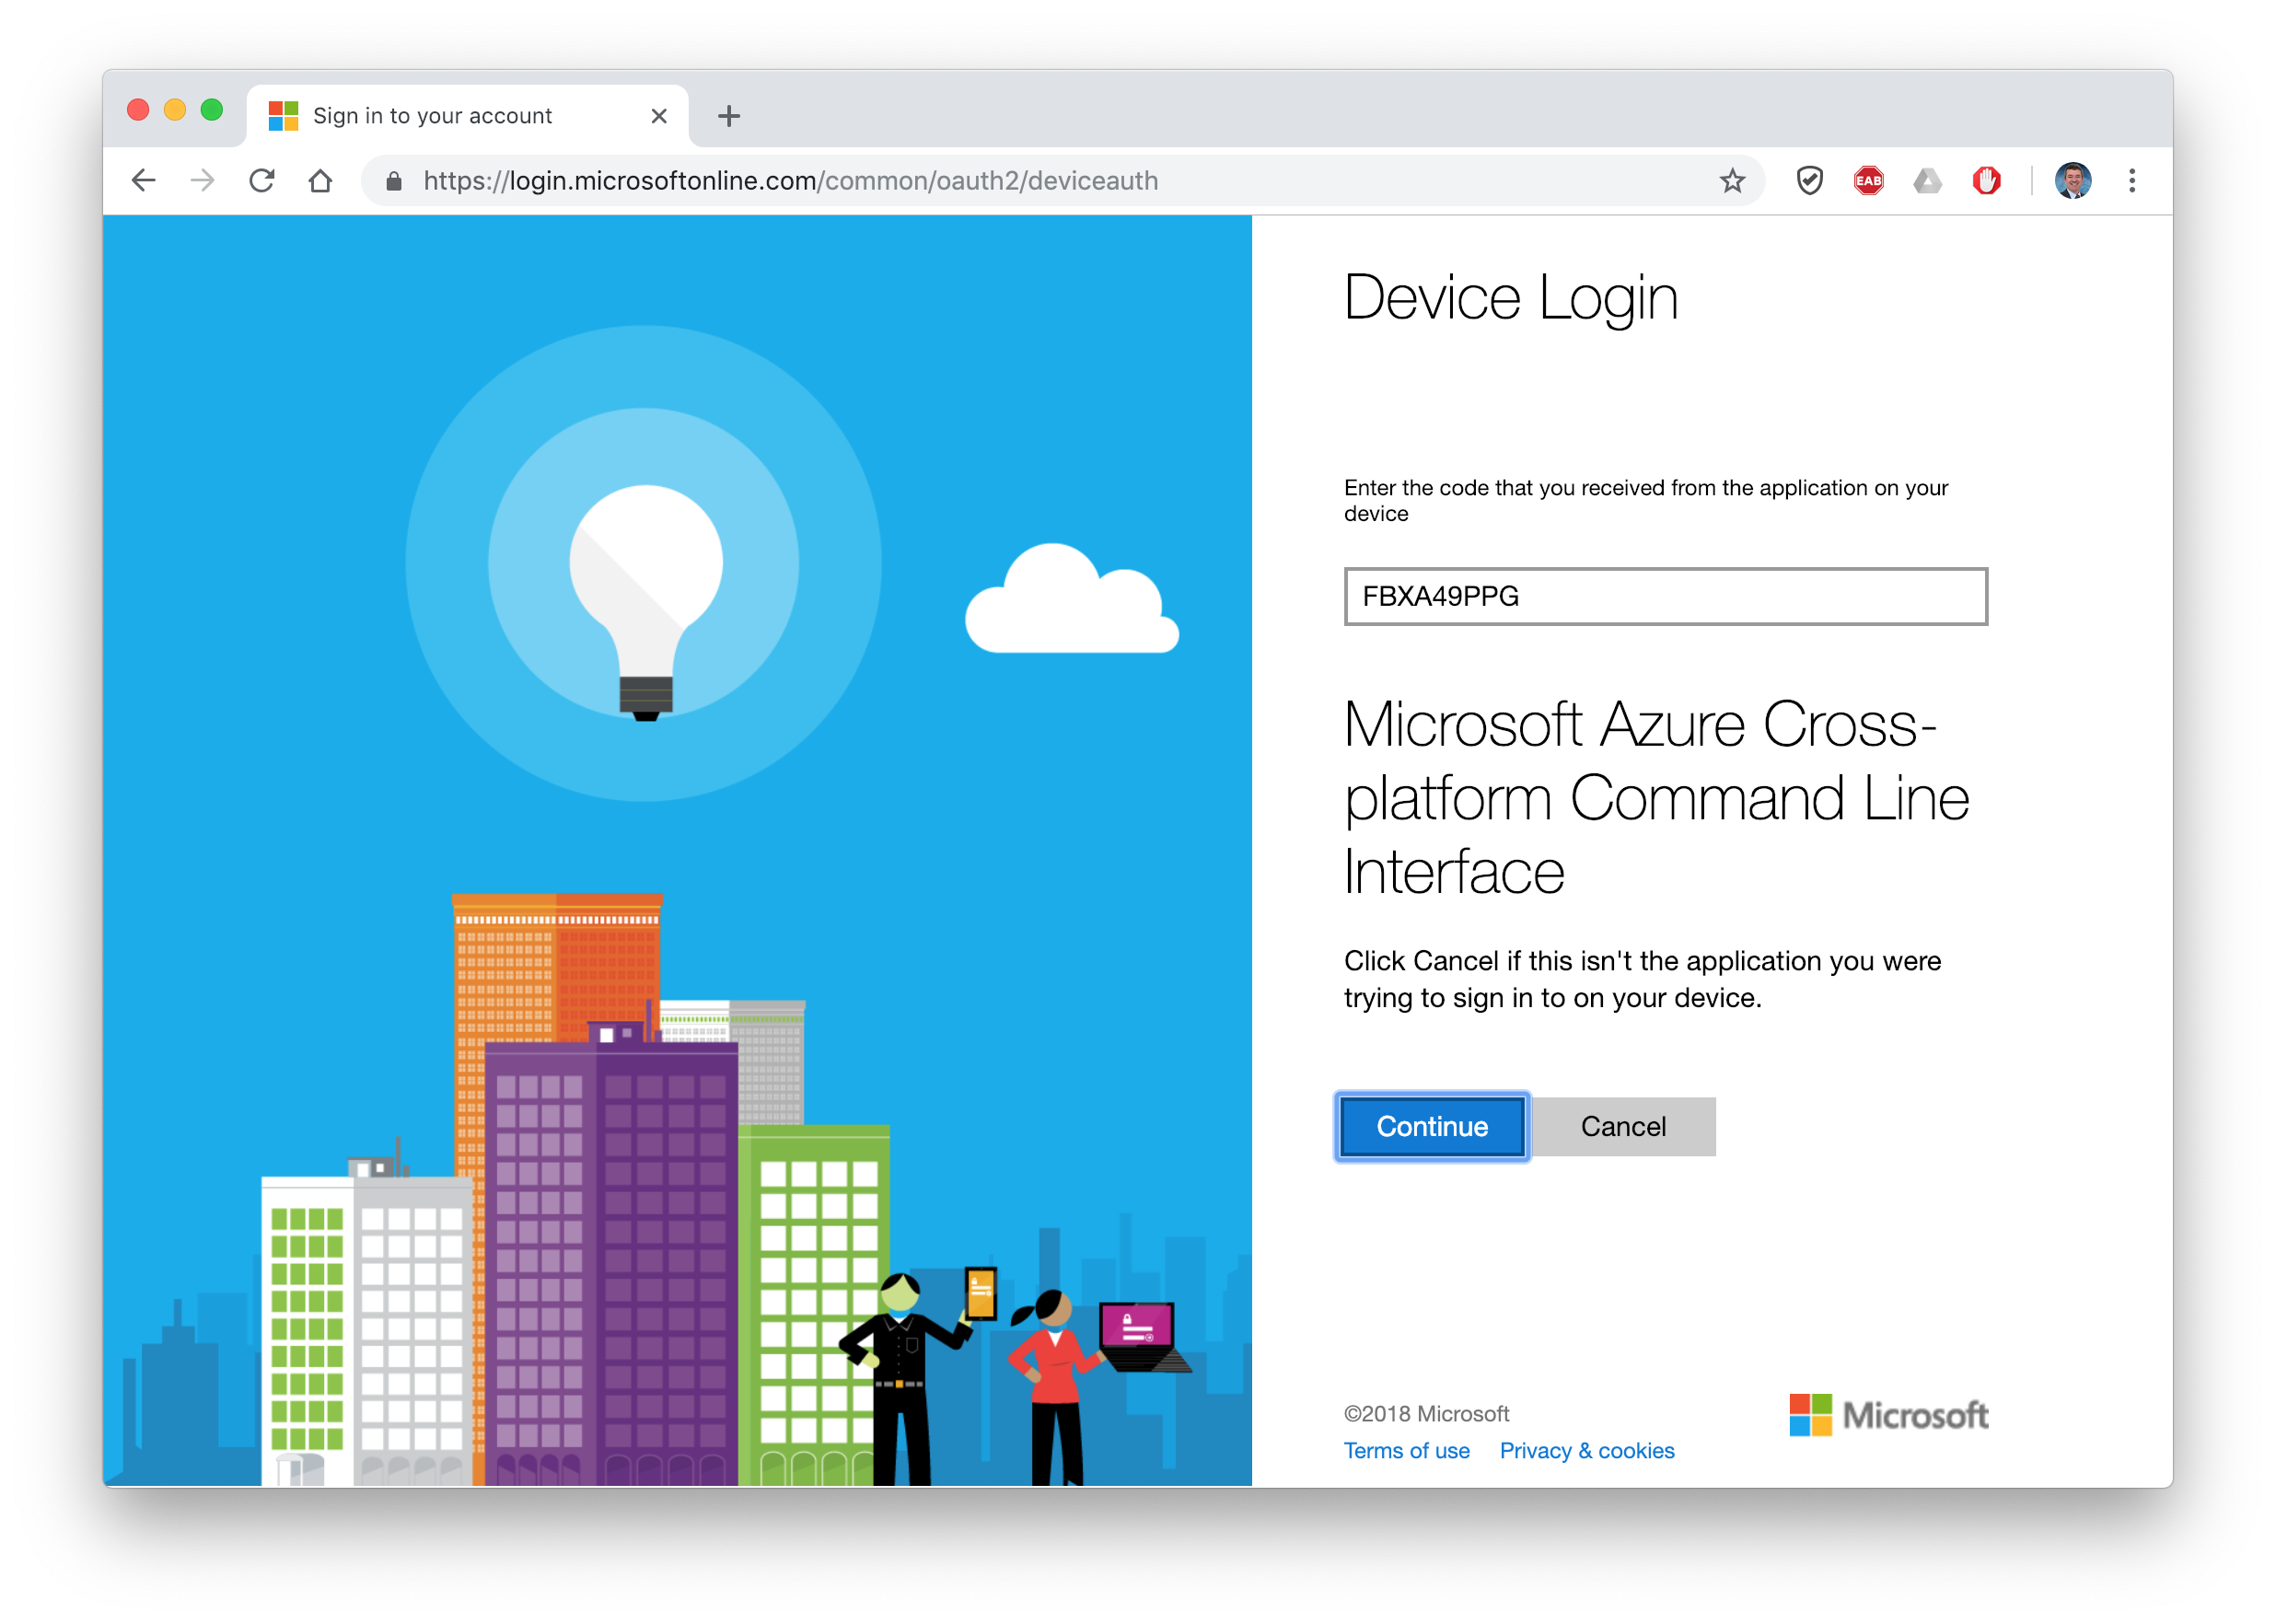 Sign in to your account
https://login.microsoftonline.com/common/oauth2/deviceauth
EAB
Device Login
Enter the code that you received from the application on your
device
FBXA49PPG
Microsoft Azure Cross-
platform Command Line
Interface
Click Cancel if this isn't the application you were
trying to sign in to on your device.
Continue Cancel
©2018 Microsoft
Terms of use Privacy & cookies
Microsoft